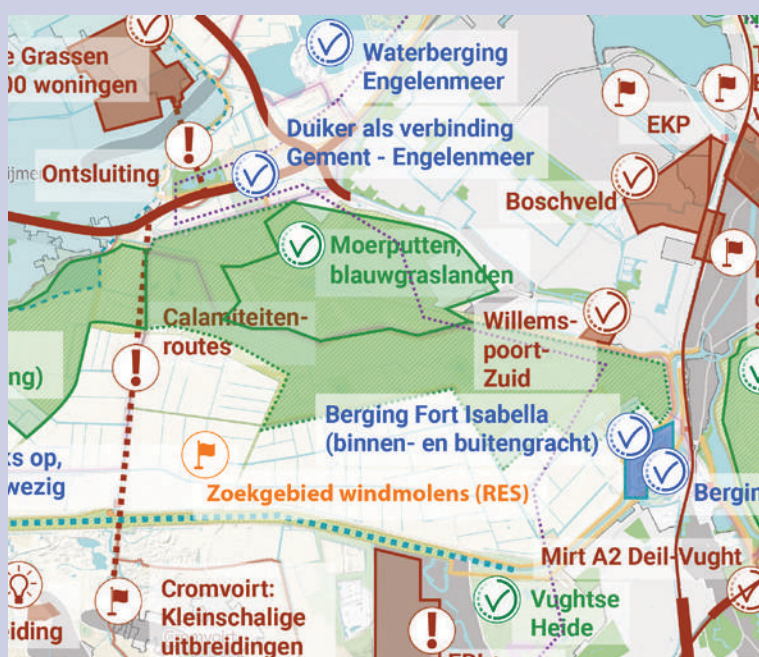 e Grassen
00 woningen
Waterberging
Engelenmeer
Duiker als verbinding
Gement - Engelenmeer
Ontsluiting
EKP
Boschveld
Moerputten,
blauwgraslanden
Calamiteiten-
routes
Willems-
poort-
Zuid
ng)
Berging Fort Isabella
(binnen- en buitengracht)
ks op,
wezig
Zoekgebied windmolens (RES)
Bergin
Mirt A2 Deil-Vught
Cromvoirt:
Kleinschalige
uitbreidingen
Vughtse
Heide
eiding